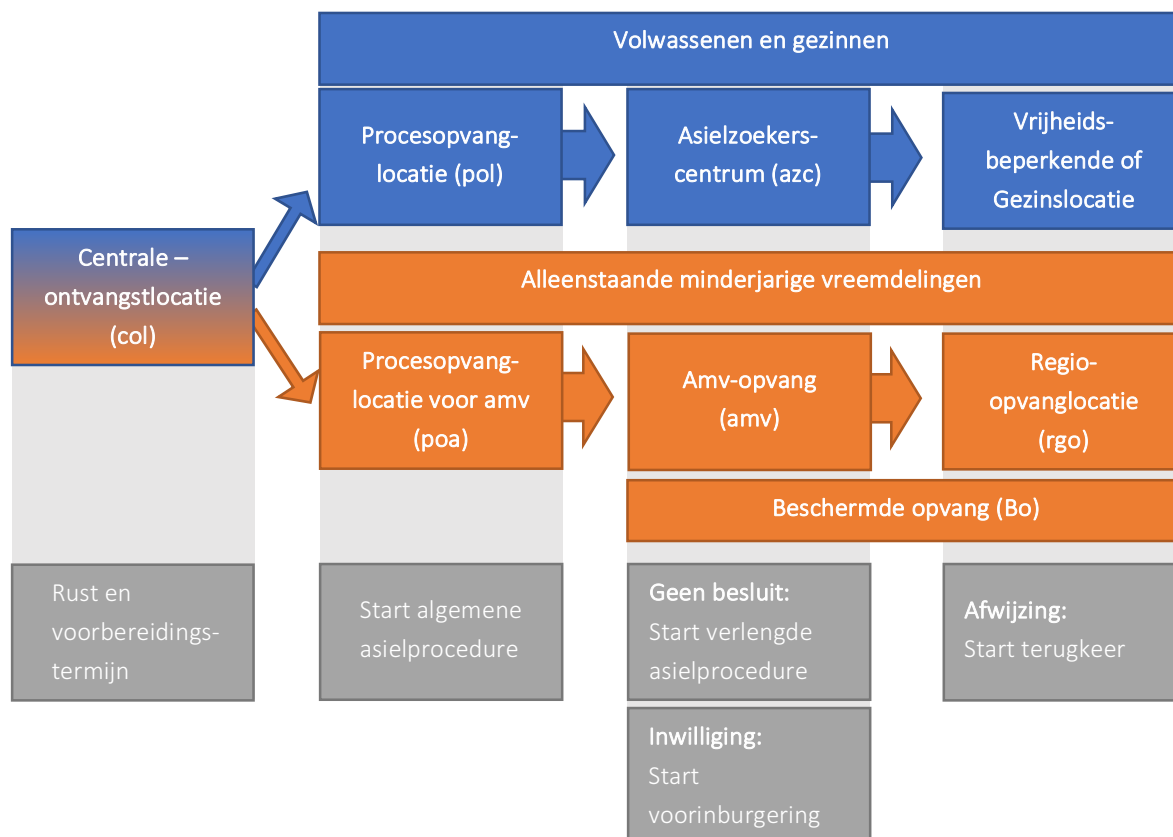 Volwassenen en gezinnen
Procesopvang-
locatie (pol)
Asielzoekers-
centrum (azc)
Vrijheids-
beperkende of
Gezinslocatie
Centrale –
ontvangstlocatie
(col)
Alleenstaande minderjarige vreemdelingen
Procesopvang-
locatie voor amv
(poa)
Amv-opvang
(amv)
Regio-
opvanglocatie
(rgo)
Beschermde opvang (Bo)
Rust en
voorbereidings-
termijn
Start algemene
asielprocedure
Geen besluit:
Start verlengde
asielprocedure
Afwijzing:
Start terugkeer
Inwilliging:
Start
voorinburgering